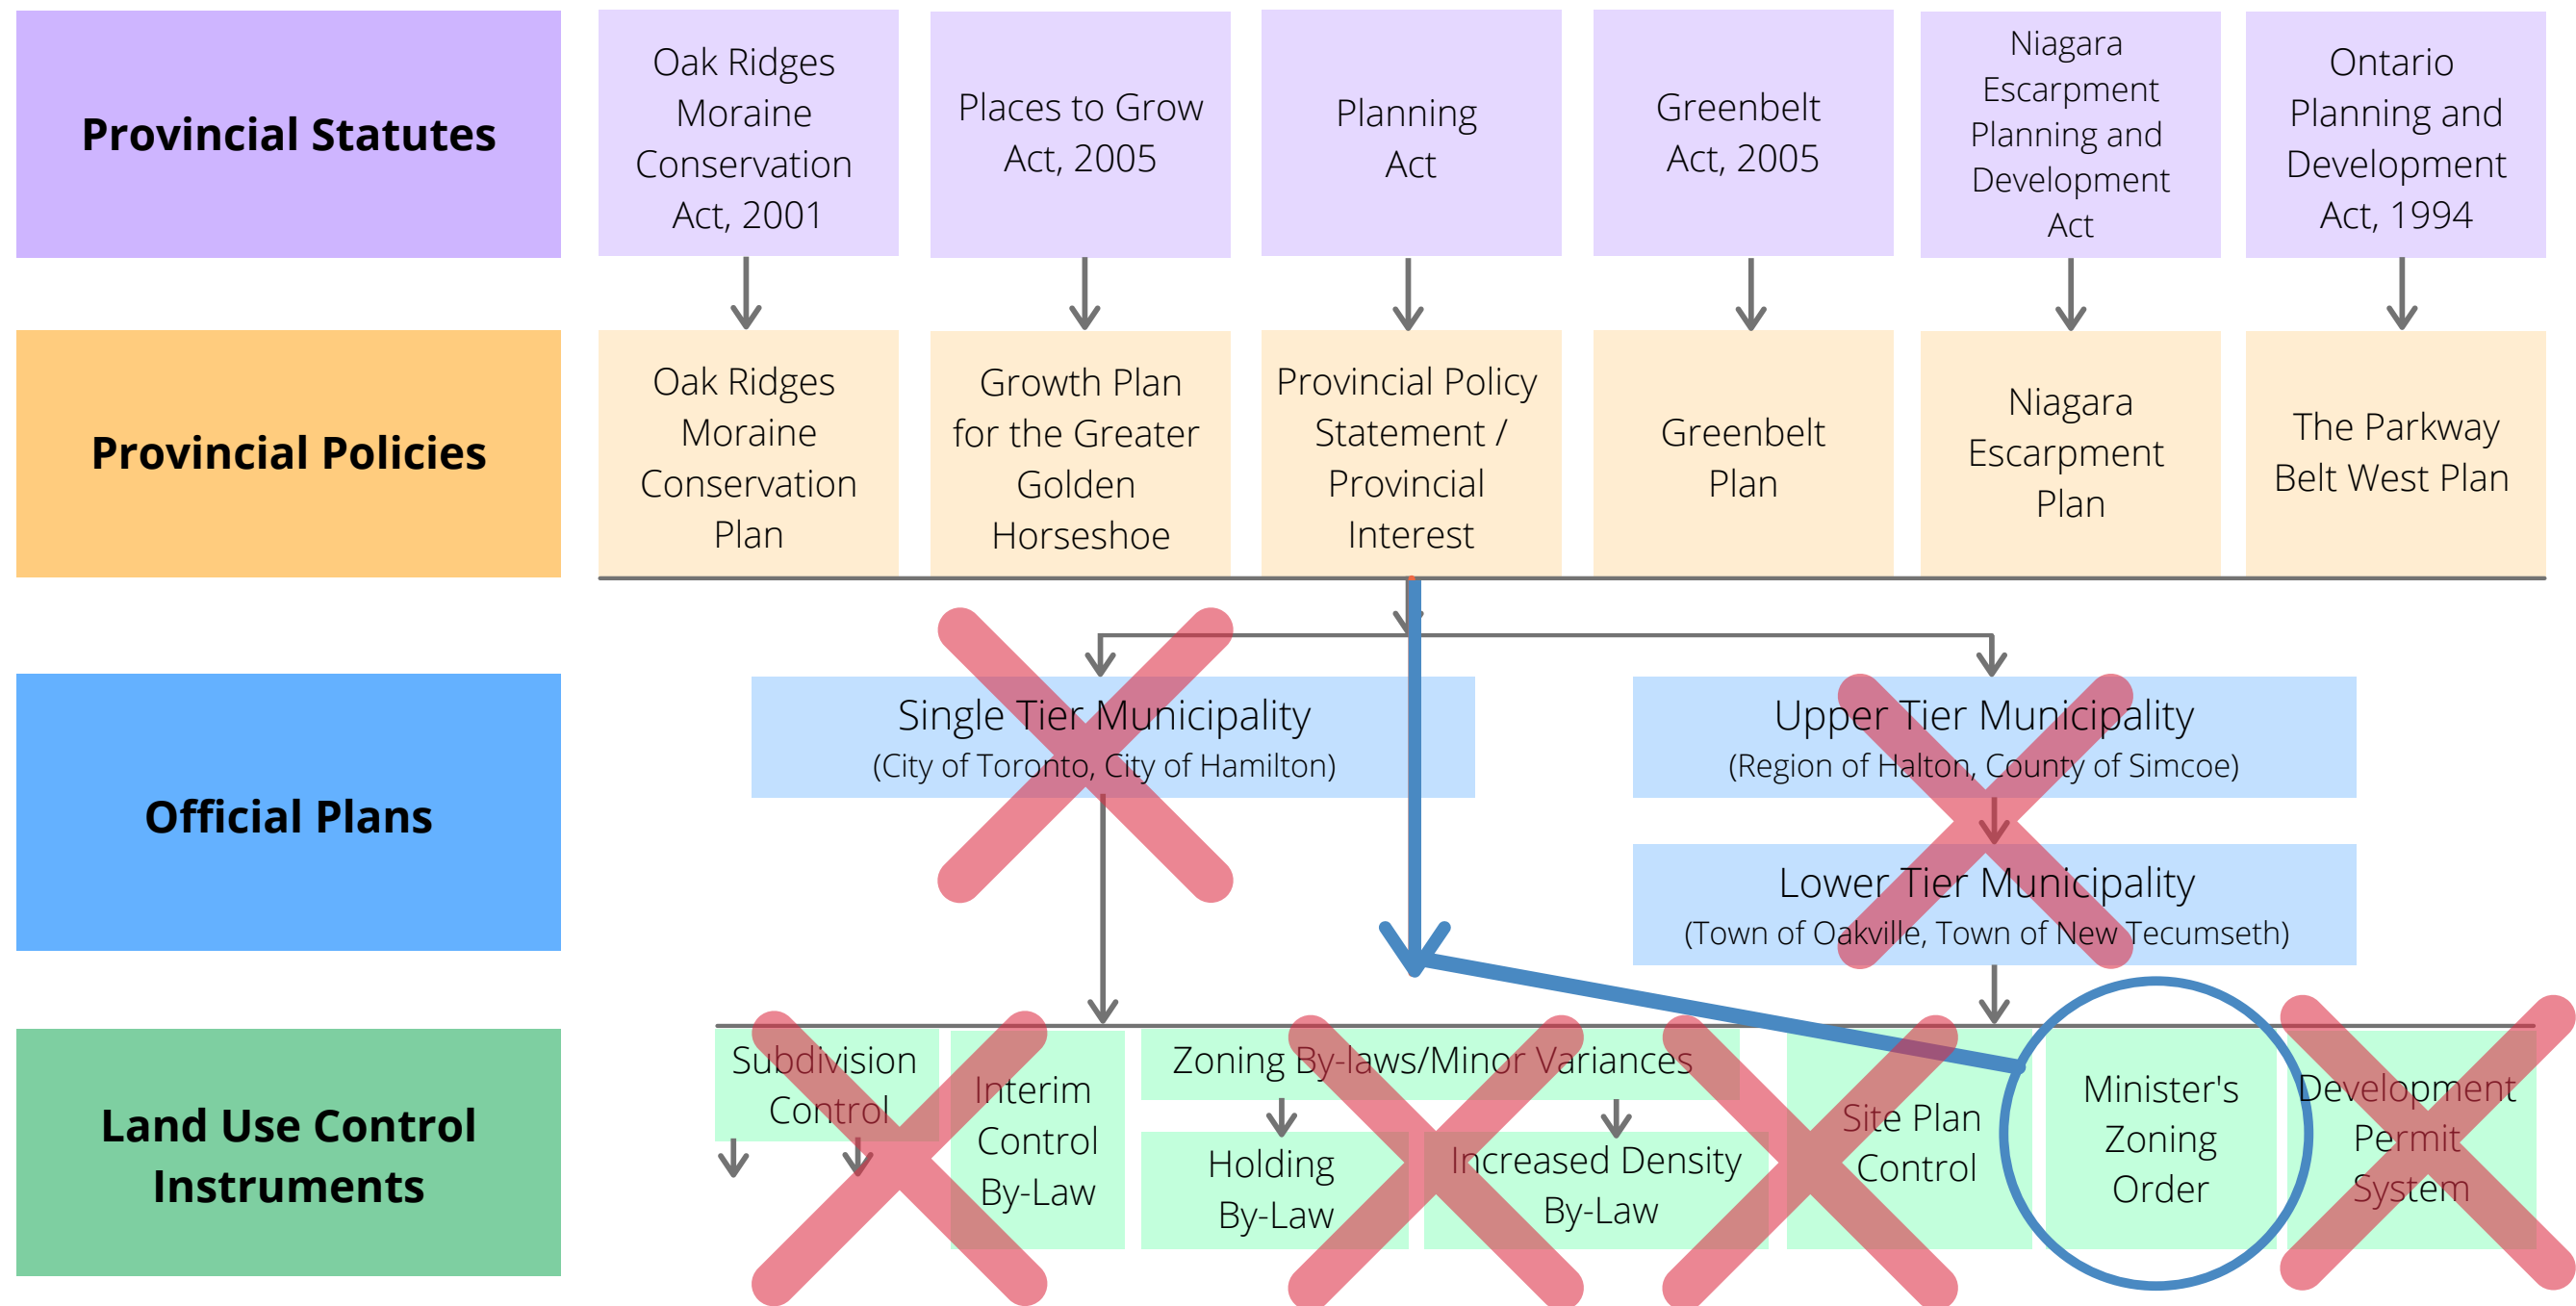 Provincial Statutes
Oak Ridges
Moraine
Conservation
Act, 2001
Places to Grow
Act, 2005
Planning
Act
Greenbelt
Act, 2005
Niagara
Escarpment
Planning and
Development
Act
Ontario
Planning and
Development
Act, 1994
Provincial Policies
Oak Ridges
Moraine
Conservation
Plan
Growth Plan
for the Greater
Golden
Horseshoe
Provincial Policy
Statement /
Provincial
Interest
Greenbelt
Plan
Niagara
Escarpment
Plan
The Parkway
Belt West Plan
Official Plans
Single Tier Municipality
(City of Toronto, City of Hamilton)
Upper Tier Municipality
(Region of Halton, County of Simcoe)
Lower Tier Municipality
(Town of Oakville, Town of New Tecumseth)
Land Use Control
Instruments
Subdivision
Control
Interim
Control
By-Law
Zoning By-laws/Minor Variances
Holding
By-Law
Increased Density
By-Law
Site Plan
Control
Minister's
Zoning
Order
Development
Permit
System